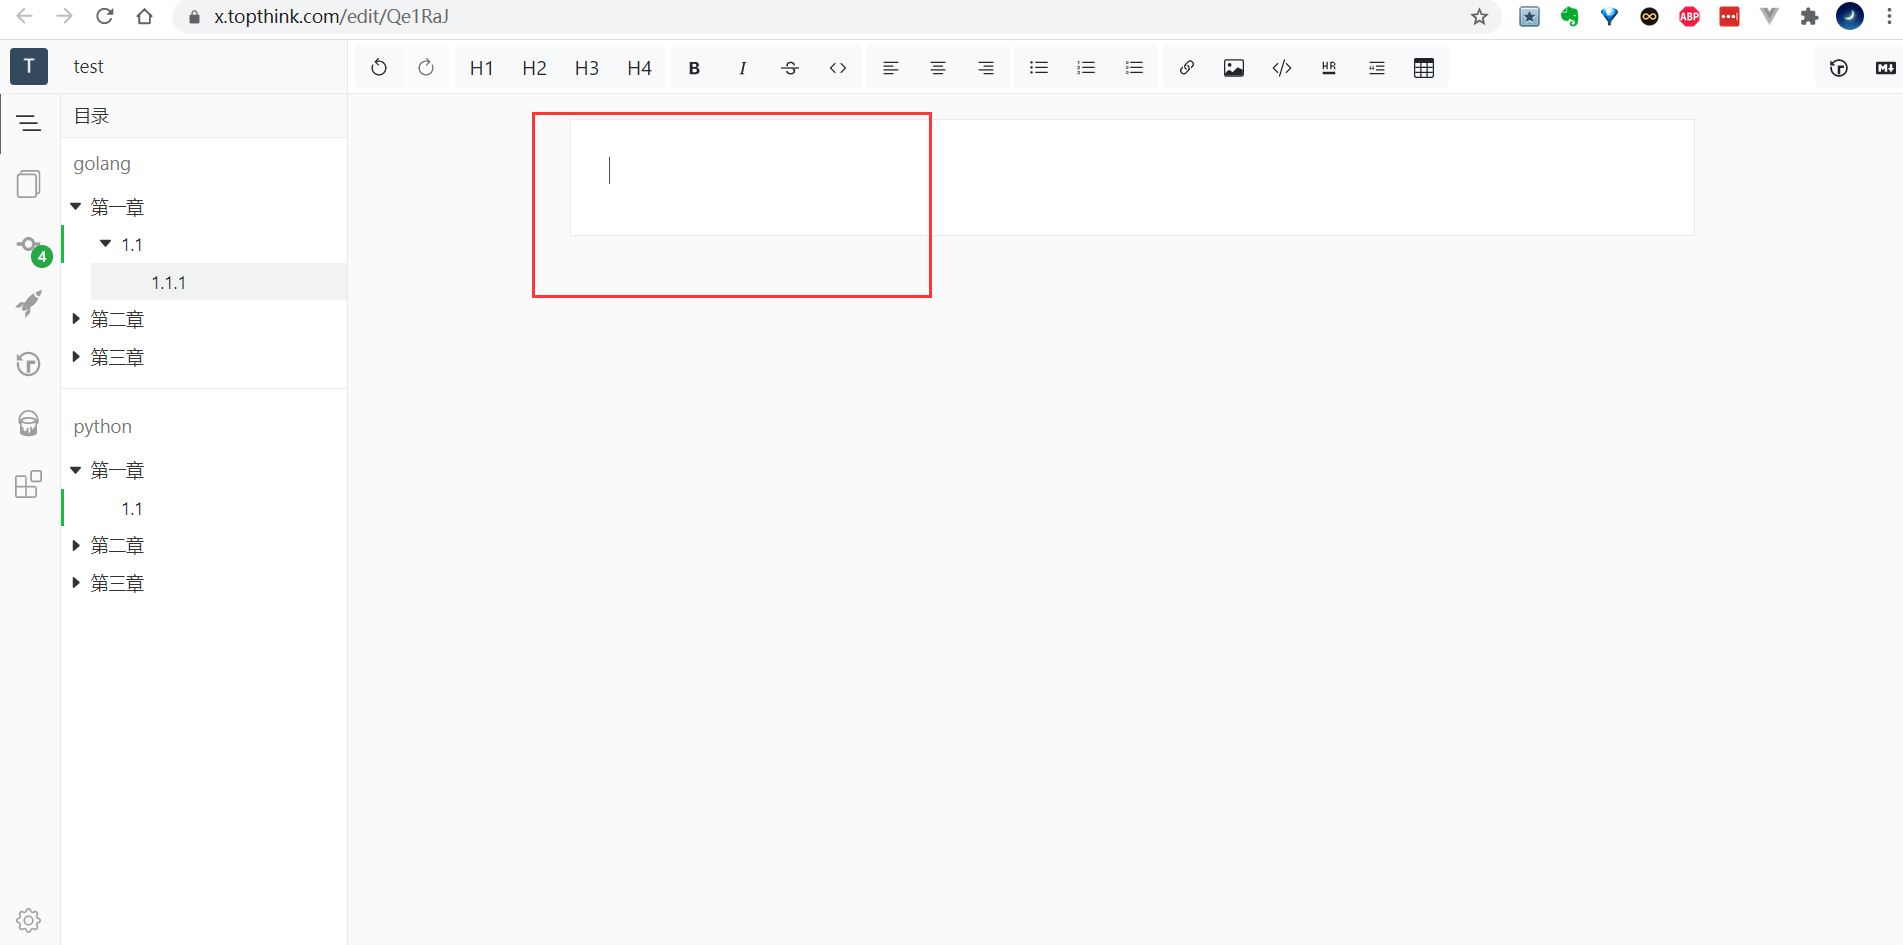 x.topthink.com/edit/Qe1RaJ
ABP
T
test
H1
H2
H3
H4
B
I
S
HR
M
目录
golang
第一章
1.1
4
1.1.1
第二章
第三章
python
第一章
1.1
第二章
第三章